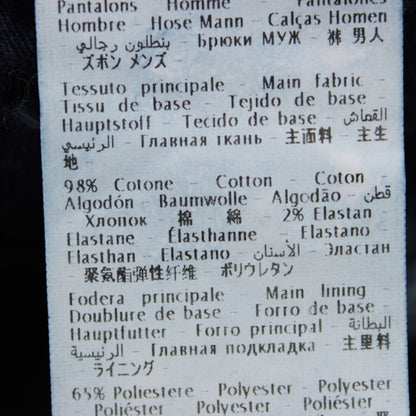 Pantalons Homme - Pantalones
Hombre - Hose Mann - Calças Homen
- بنطلون رجالي - Брюки МУЖ - 裤 男人
ズボン メンズ -
Tessuto principale - Main fabric -
Tissu de base - Tejido de base -
Hauptstoff - Tecido de base - القماش
الرئيسي - Главная ткань - 主面料 - 主生
地 -
98% Cotone - Cotton - Coton -
Algodón - Baumwolle - Algodão - قطن
- Хлопок - 棉 - 綿 - 2% Elastan -
Elastane - Élasthanne - Elastano -
Elasthan - Elastano - الأستان - Эластан
- 聚氨酯弹性纤维 - ポリウレタン
Fodera principale - Main lining -
Doublure de base - Forro de base -
Hauptfutter - Forro principal - البطانة
الرئيسية - Главная подкладка - 主里料
- ライニング
65% Poliestere - Polyester - Polyester
Poliéster - Polyester - Poliéster